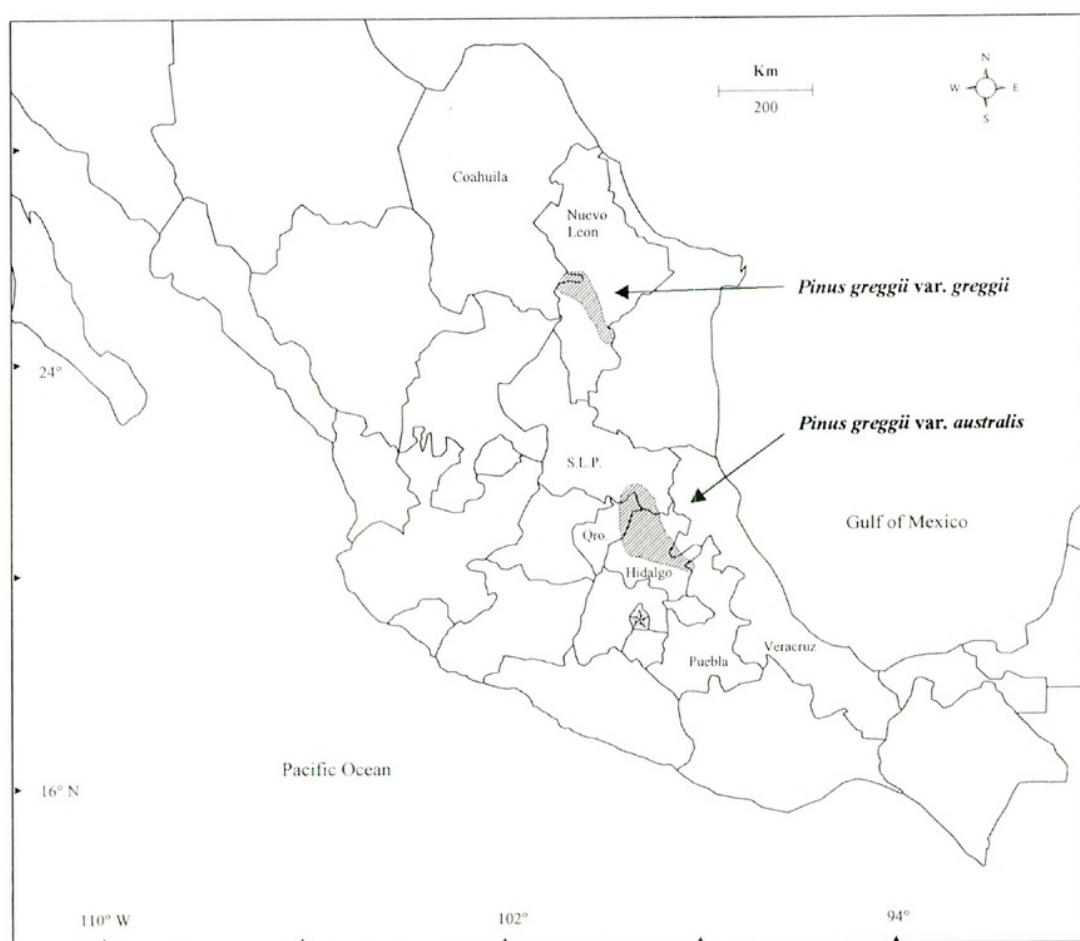 Km
200
N
W
E
S
Coahuila
Nuevo
Leon
Pinus greggii var. greggii
24°
Pinus greggii var. australis
S.L.P.
Gulf of Mexico
Qro.
Hidalgo
Veracruz
Puebla
Pacific Ocean
16° N
110° W
102°
94°